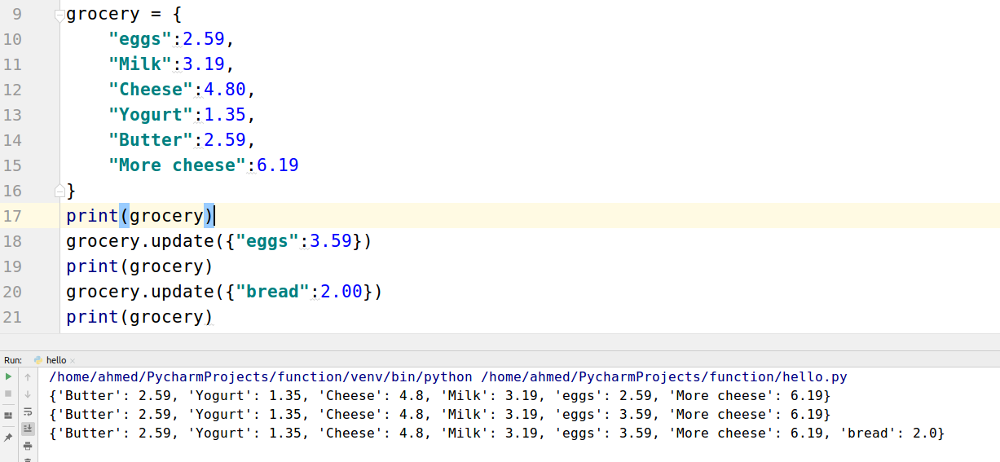 9 grocery = {
10 "eggs":2.59,
11 "Milk":3.19,
12 "Cheese":4.80,
13 "Yogurt":1.35,
14 "Butter":2.59,
15 "More cheese":6.19
16 }
17 print(grocery)
18 grocery.update({"eggs":3.59})
19 print(grocery)
20 grocery.update({"bread":2.00})
21 print(grocery)
Run: hello ×
/home/ahmed/PycharmProjects/function/venv/bin/python /home/ahmed/PycharmProjects/function/hello.py
{'Butter': 2.59, 'Yogurt': 1.35, 'Cheese': 4.8, 'Milk': 3.19, 'eggs': 2.59, 'More cheese': 6.19}
{'Butter': 2.59, 'Yogurt': 1.35, 'Cheese': 4.8, 'Milk': 3.19, 'eggs': 3.59, 'More cheese': 6.19}
{'Butter': 2.59, 'Yogurt': 1.35, 'Cheese': 4.8, 'Milk': 3.19, 'eggs': 3.59, 'More cheese': 6.19, 'bread': 2.0}